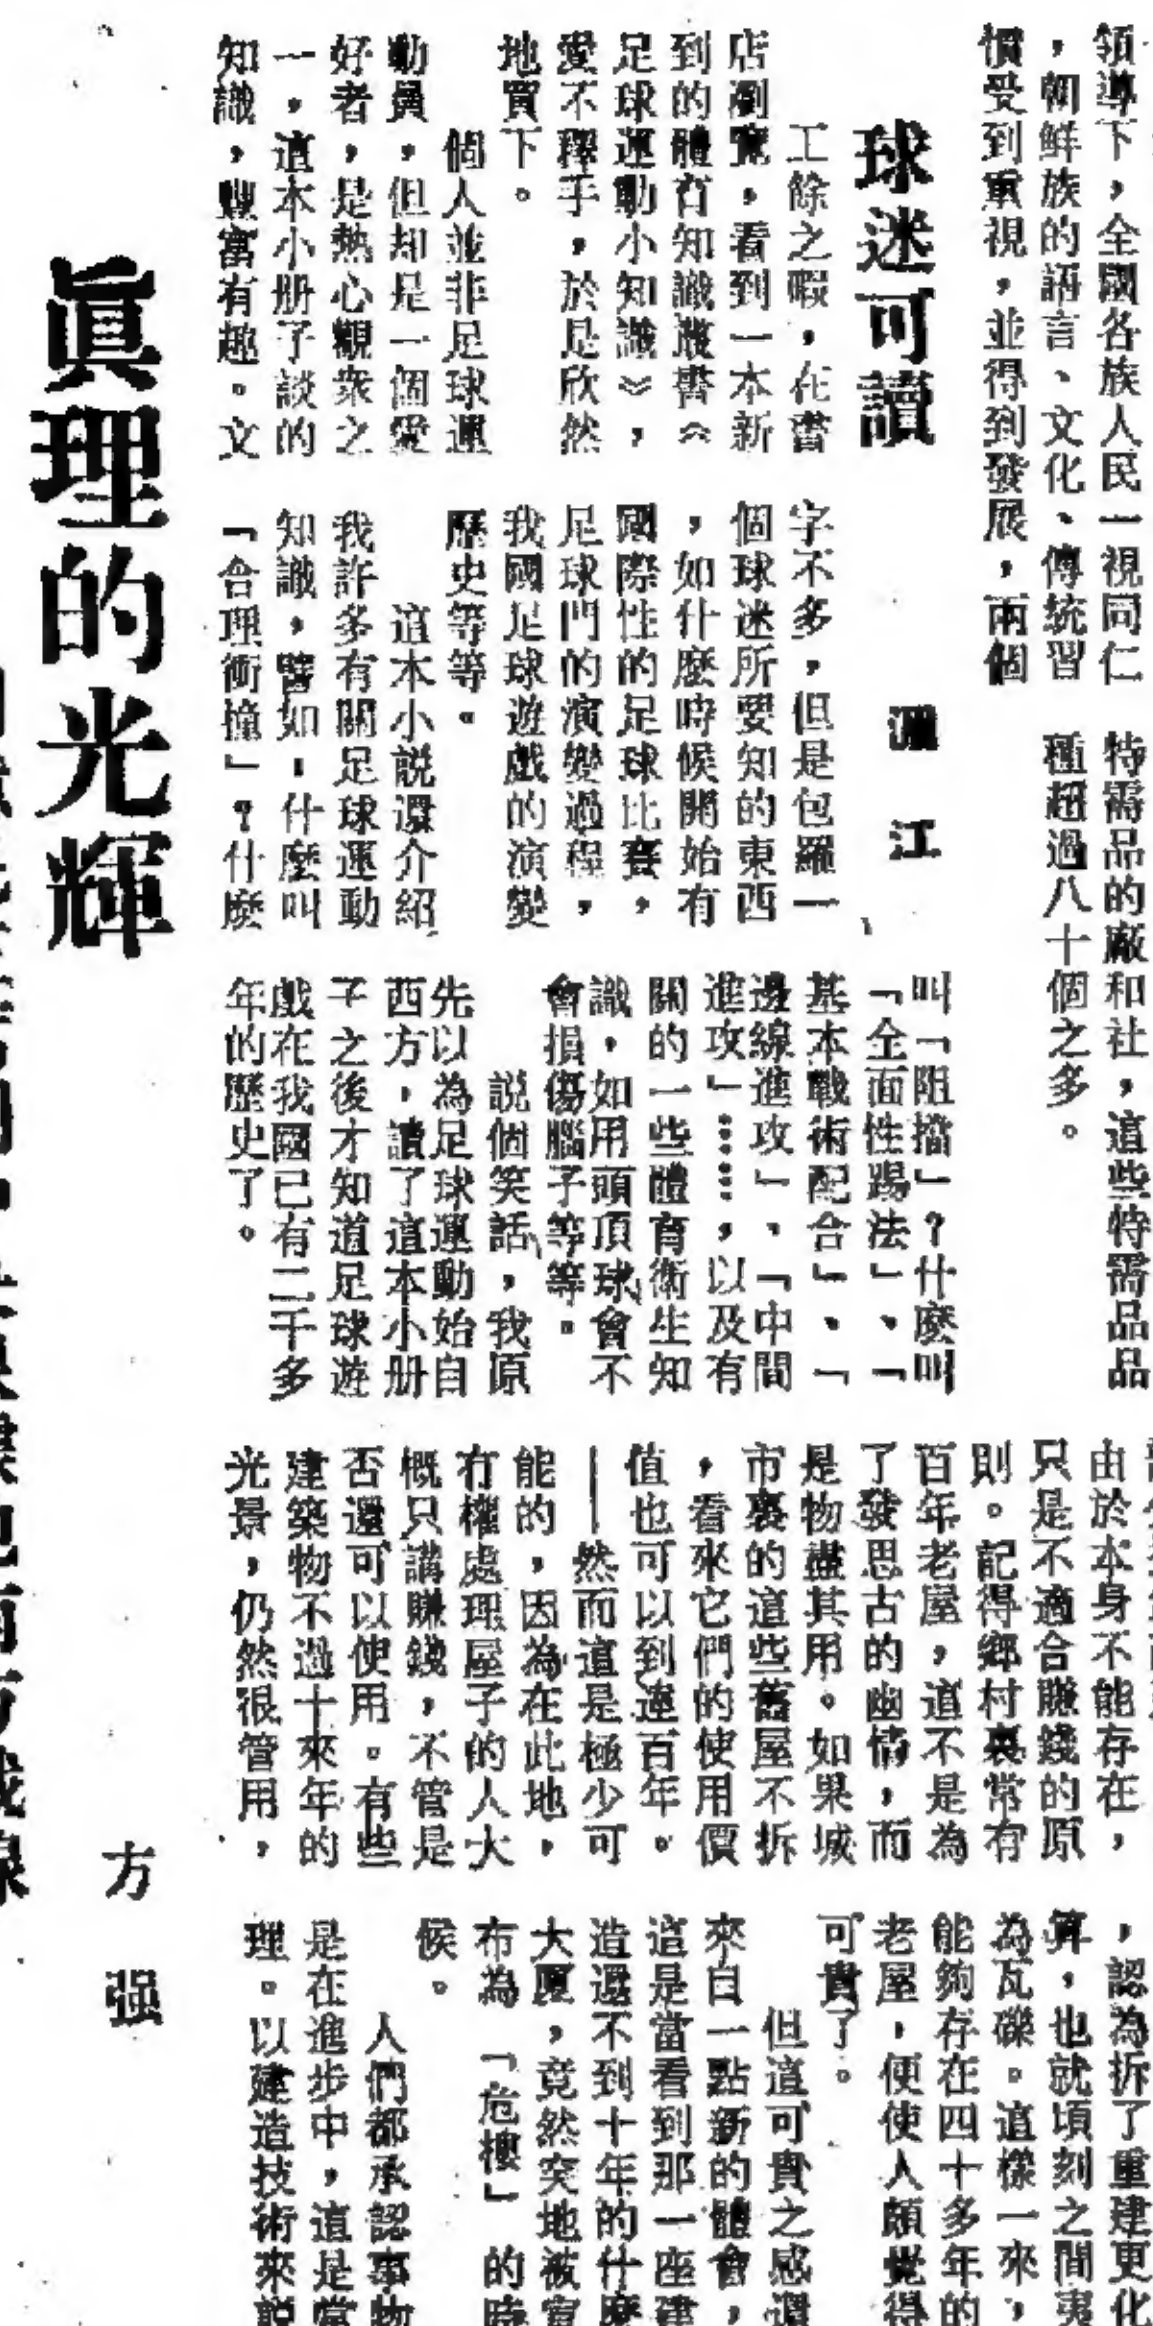 領導下，全國各族人民一視同仁
，朝鮮族的語言、文化、傳統習
慣受到重視，並得到發展，兩個
特需品的廠和社，這些特需品品
種超過八十個之多。
球迷可讀
江
工餘之暇，在書
店瀏覽，看到一本新
到的體育知識叢書《
足球運動小知識》，
愛不釋手，於是欣然
地買下。
個人並非足球運
動員，但却是一個愛
好者，是熱心觀衆之
一，這本小册子談的
知識，豐富有趣。文
字不多，但是包羅一
個球迷所要知的東西
，如什麼時候開始有
國際性的足球比賽，
足球門的演變過程，
我國足球遊戲的演變
歷史等等。
這本小説還介紹
我許多有關足球運動
知識，譬如，什麼叫
「合理衝撞」？什麼
叫「阻擋」？什麼叫
「全面性踢法」、「
基本戰術配合」、「
邊線進攻」、「中間
進攻」……，以及有
關的一些體育衛生知
識，如用頭頂球會不
會損傷腦子等等。
説個笑話，我原
先以為足球運動始自
西方，讀了這本小册
子之後才知道足球遊
戲在我國已有二千多
年的歷史了。
由於本身不能存在，
只是不適合賺錢的原
則。記得鄉村裏常有
百年老屋，道不是為
了發思古的幽情，而
是物盡其用。如果城
市裏的這些舊屋不拆
，看來它們的使用價
值也可以到達百年。
——然而這是極少可
能的，因為在此地，
有權處理屋子的人大
概只講賺錢，不管是
否還可以使用。有些
建築物不過十來年的
光景，仍然很管用，
，認為拆了重建更化
算，也就頃刻之間夷
為瓦礫。這樣一來，
能夠存在四十多年的
老屋，便使人頗覺得
可貴了。
但這可貴之感還
來自一點新的體會，
這是當看到那一座建
造還不到十年的什麼
大厦，竟然突地被宣
布為「危樓」的時
候。
人們都承認事物
是在進步中，這是當
理。以建造技術來説
眞理的光輝
方强